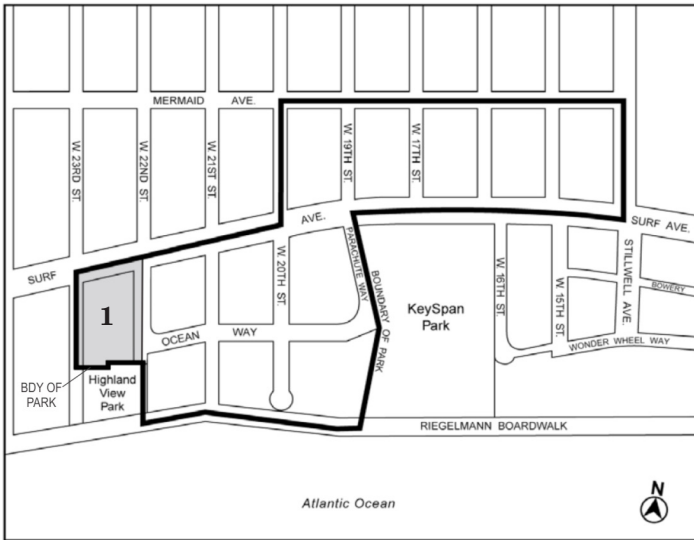 MERMAID AVE.
W. 23RD ST.
W. 22ND ST.
W. 21ST ST.
W. 19TH ST.
W. 17TH ST.
SURF AVE.
SURF AVE.
W. 20TH ST.
PARACHUTE WAY
BOUNDARY OF PARK
KeySpan
Park
W. 16TH ST.
W. 15TH ST.
STILLWELL AVE.
BOWERY
WONDER WHEEL WAY
1
OCEAN WAY
BDY OF
PARK
Highland
View
Park
RIEGELMANN BOARDWALK
Atlantic Ocean
N